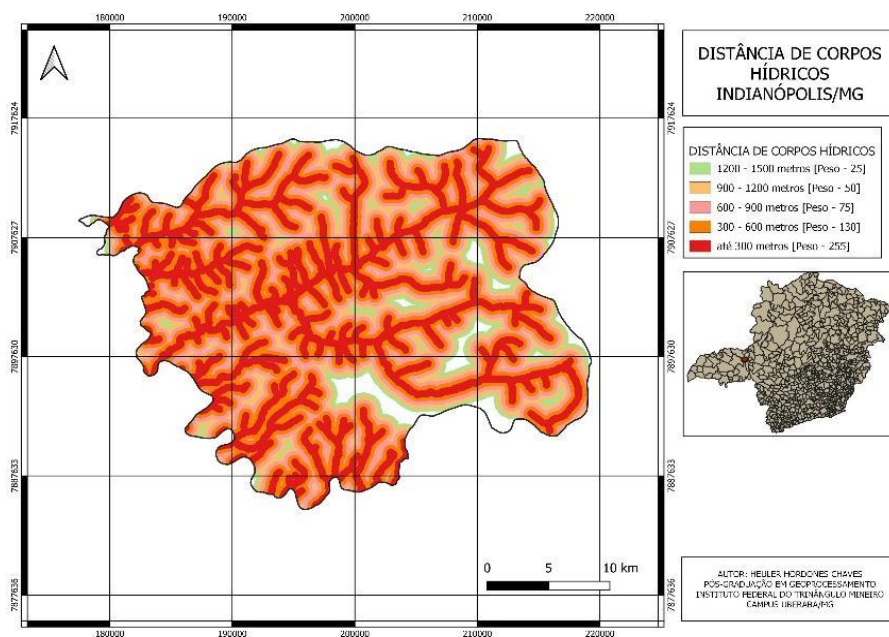 180000 190000 200000 210000 220000
7917624
7907627
7897630
7887633
7877636
7917624
7907627
7897630
7887633
7877636
0 5 10 km
180000 190000 200000 210000 220000
DISTÂNCIA DE CORPOS
HÍDRICOS
INDIANÓPOLIS/MG
DISTÂNCIA DE CORPOS HÍDRICOS
1200 - 1500 metros [Peso - 25]
900 - 1200 metros [Peso - 50]
600 - 900 metros [Peso - 75]
300 - 600 metros [Peso - 130]
até 300 metros [Peso - 255]
AUTOR: HEULER HORDONES CHAVES
PÓS-GRADUAÇÃO EM GEOPROCESSAMENTO
INSTITUTO FEDERAL DO TRIÂNGULO MINEIRO
CAMPUS UBERABA/MG